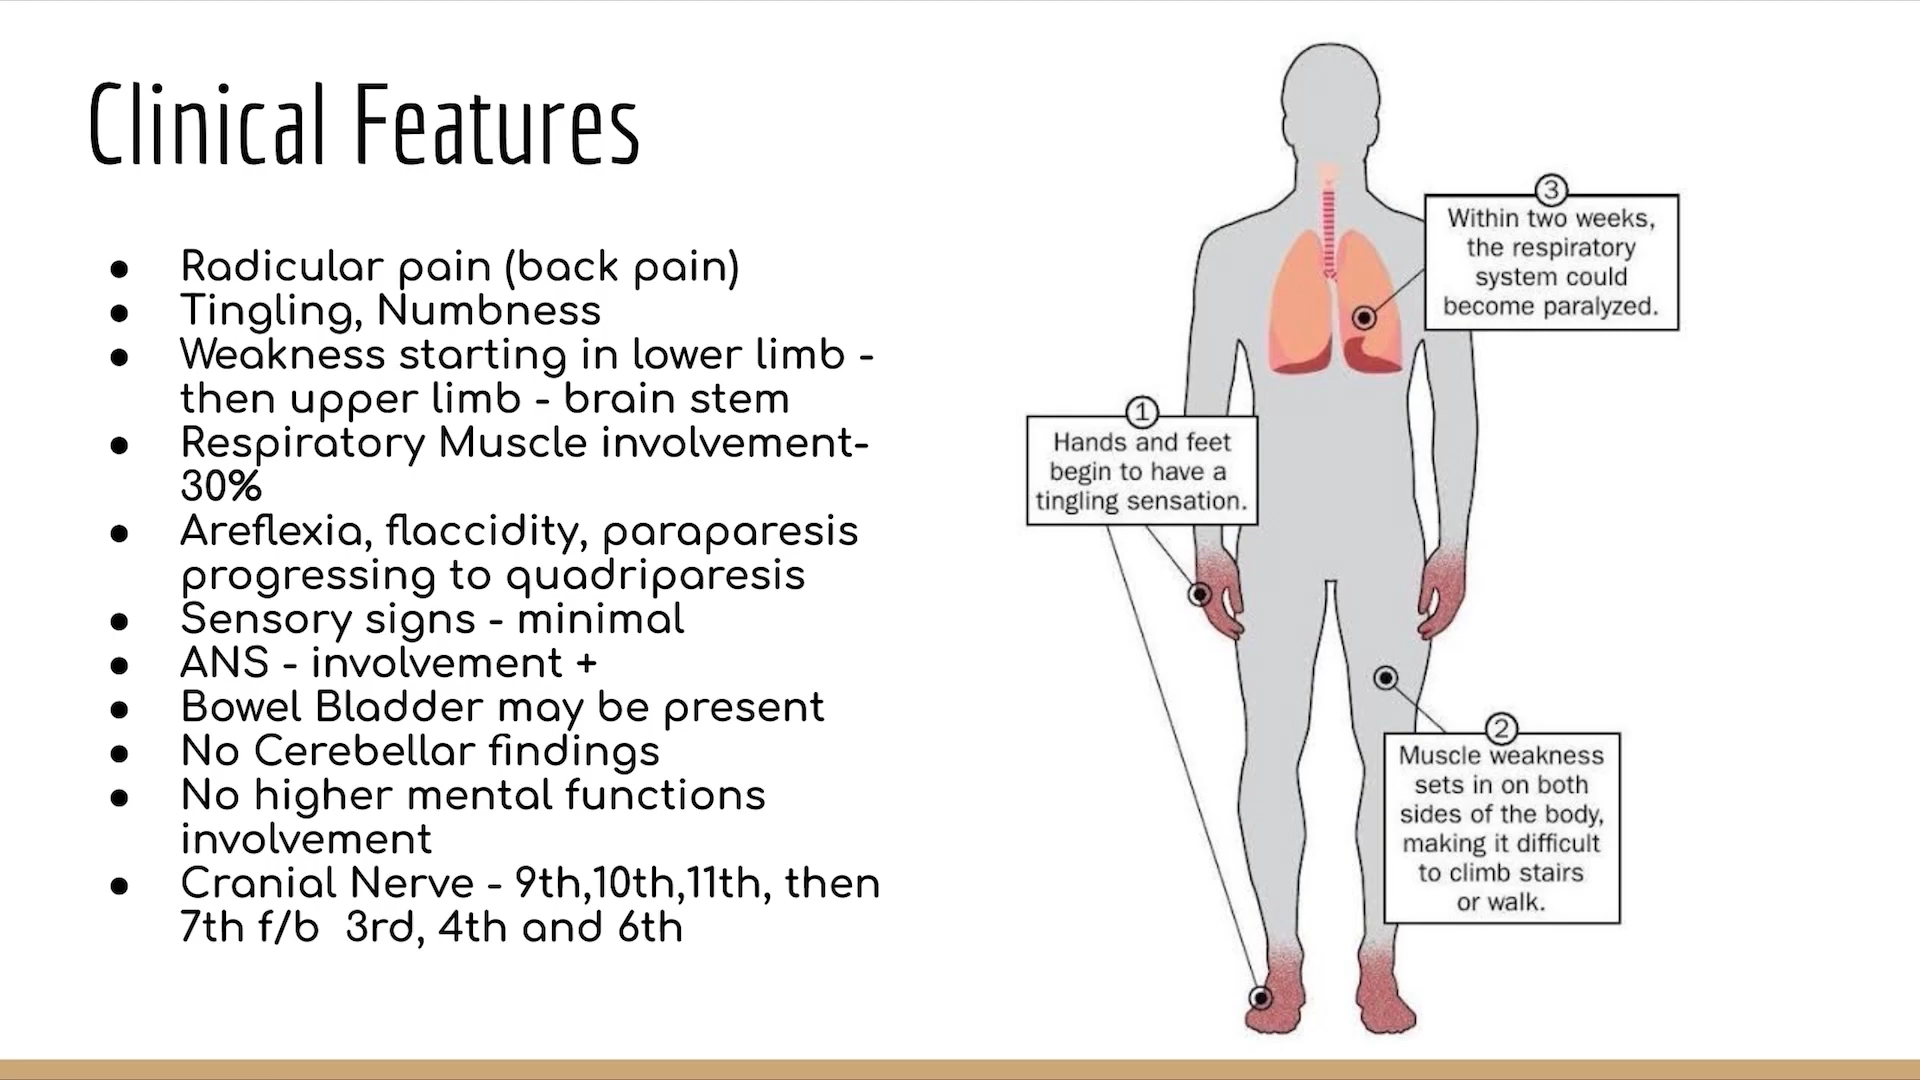 Clinical Features
● Radicular pain (back pain)
● Tingling, Numbness
● Weakness starting in lower limb -
then upper limb - brain stem
● Respiratory Muscle involvement-
30%
● Areflexia, flaccidity, paraparesis
progressing to quadriparesis
● Sensory signs - minimal
● ANS - involvement +
● Bowel Bladder may be present
● No Cerebellar findings
● No higher mental functions
involvement
● Cranial Nerve - 9th,10th,11th, then
7th f/b  3rd, 4th and 6th
1
Hands and feet
begin to have a
tingling sensation.
2
Muscle weakness
sets in on both
sides of the body,
making it difficult
to climb stairs
or walk.
3
Within two weeks,
the respiratory
system could
become paralyzed.